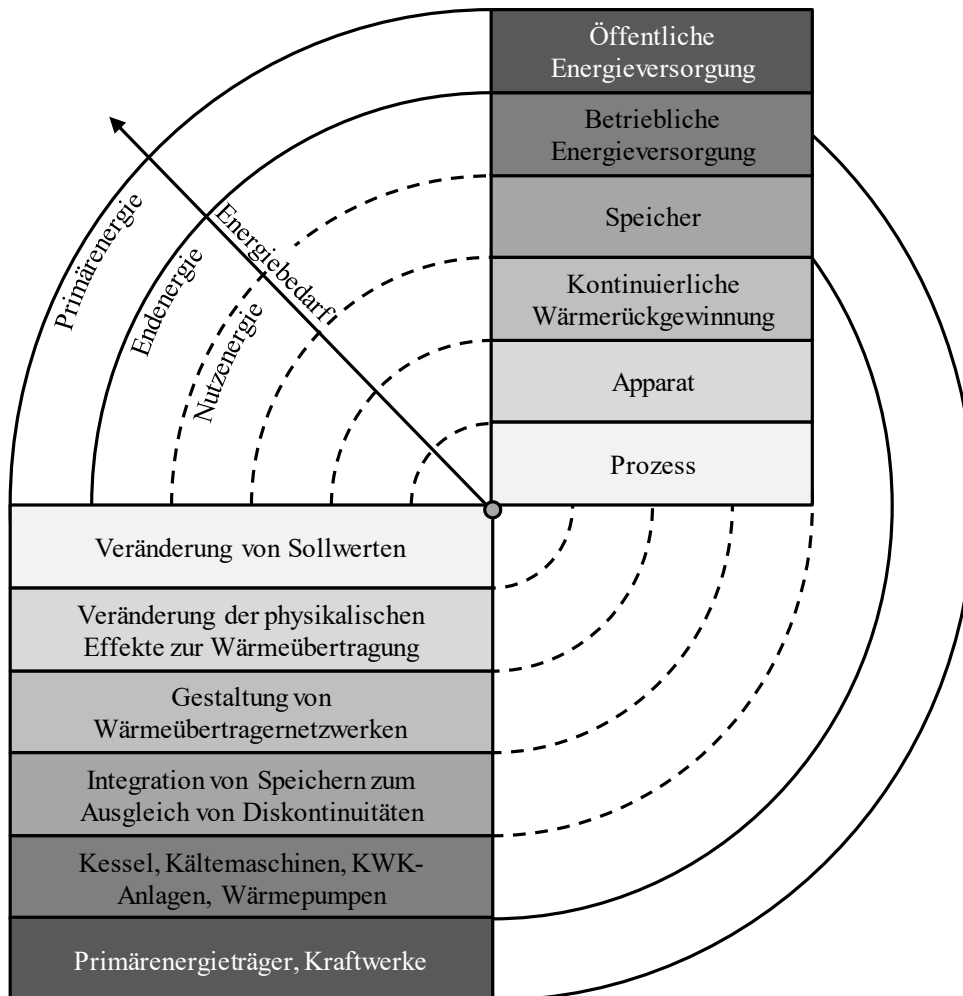 Öffentliche
Energieversorgung
Betriebliche
Energieversorgung
Speicher
Kontinuierliche
Wärmerückgewinnung
Apparat
Prozess
Primärenergie
Endenergie
Nutzenergie
Energiebedarf
Veränderung von Sollwerten
Veränderung der physikalischen
Effekte zur Wärmeübertragung
Gestaltung von
Wärmeübertragernetzwerken
Integration von Speichern zum
Ausgleich von Diskontinuitäten
Kessel, Kältemaschinen, KWK-
Anlagen, Wärmepumpen
Primärenergieträger, Kraftwerke